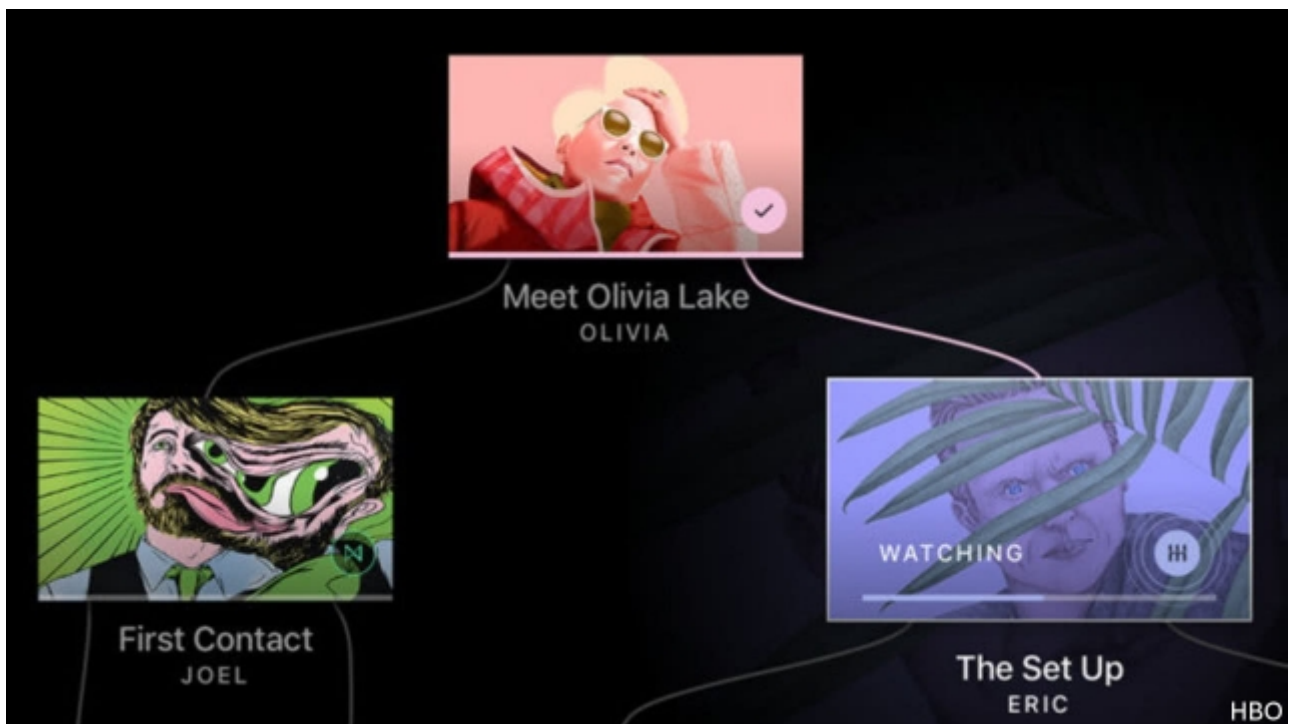 Meet Olivia Lake
OLIVIA
WATCHING
First Contact
JOEL
The Set Up
ERIC
HBO